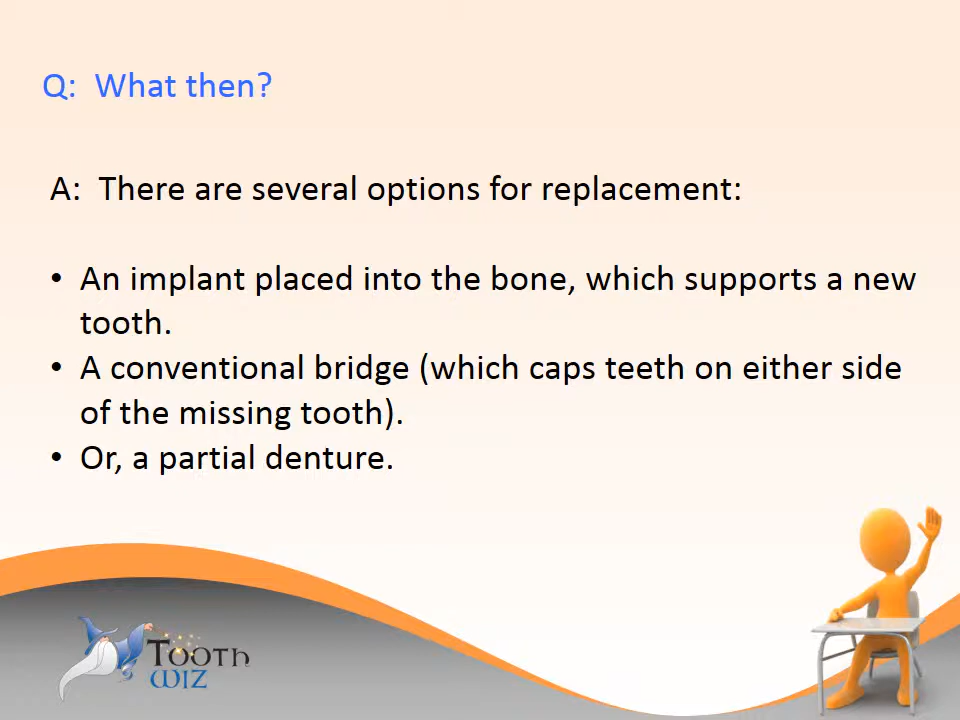 Q:  What then?
A:  There are several options for replacement:
• An implant placed into the bone, which supports a new
tooth.
• A conventional bridge (which caps teeth on either side
of the missing tooth).
• Or, a partial denture.
Tooth
WIZ